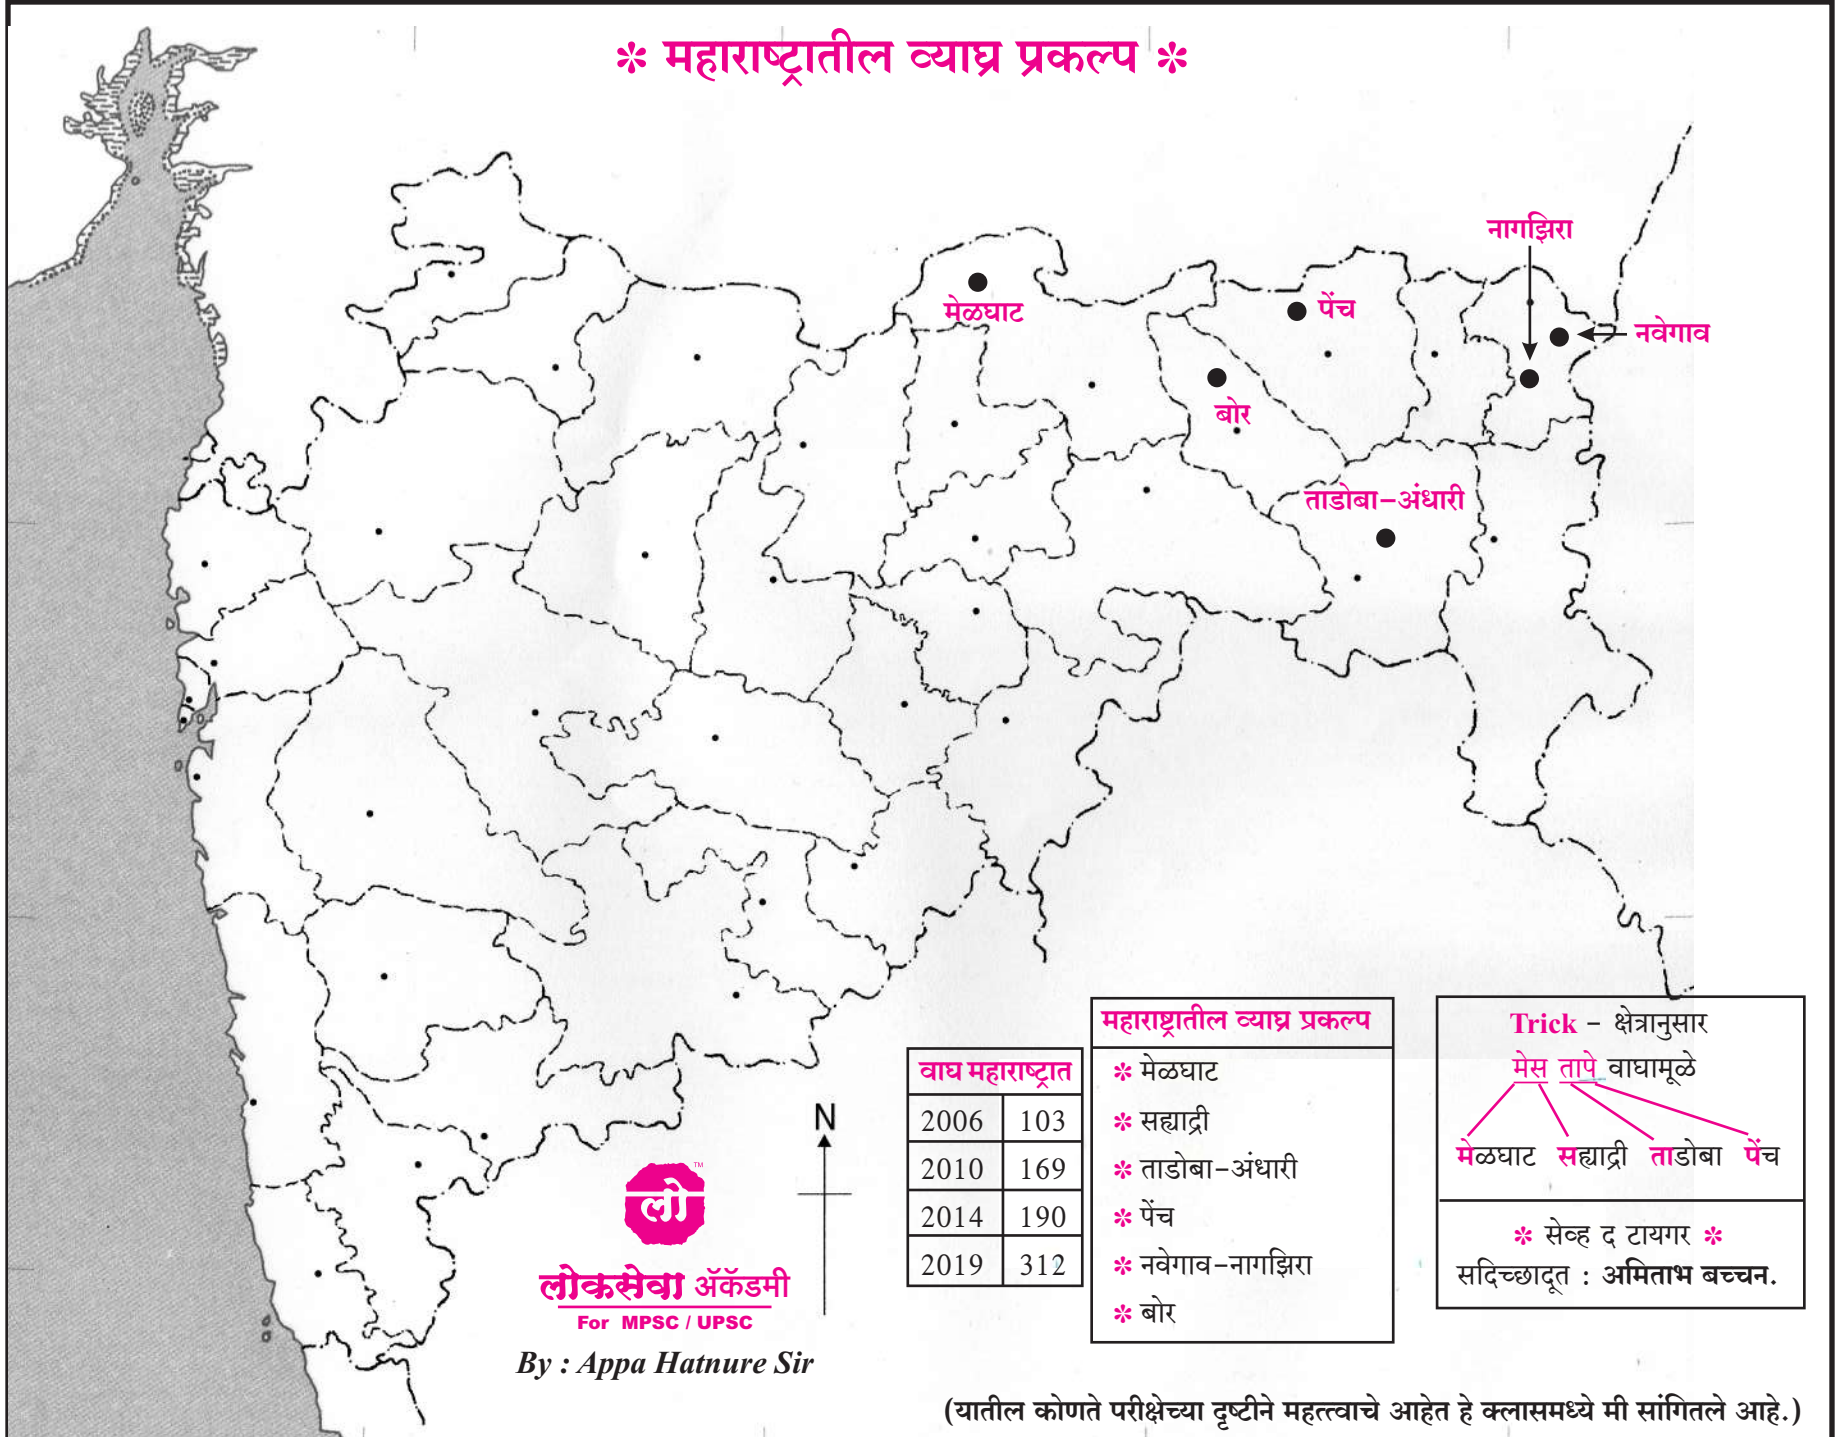 ✼ महाराष्ट्रातील व्याघ्र प्रकल्प ✼
नागझिरा
मेळघाट
पेंच
नवेगाव
बोर
ताडोबा–अंधारी
वाघ महाराष्ट्रात
2006 103
2010 169
2014 190
2019 312
महाराष्ट्रातील व्याघ्र प्रकल्प
✼ मेळघाट
✼ सह्याद्री
✼ ताडोबा–अंधारी
✼ पेंच
✼ नवेगाव–नागझिरा
✼ बोर
Trick – क्षेत्रानुसार
मेस तापे वाघामूळे
मेळघाट सह्याद्री ताडोबा पेंच
✼ सेव्ह द टायगर ✼
सदिच्छादूत : अमिताभ बच्चन.
N
लो TM
लोकसेवा ॲकॅडमी
For MPSC / UPSC
By : Appa Hatnure Sir
(यातील कोणते परीक्षेच्या दृष्टीने महत्त्वाचे आहेत हे क्लासमध्ये मी सांगितले आहे.)